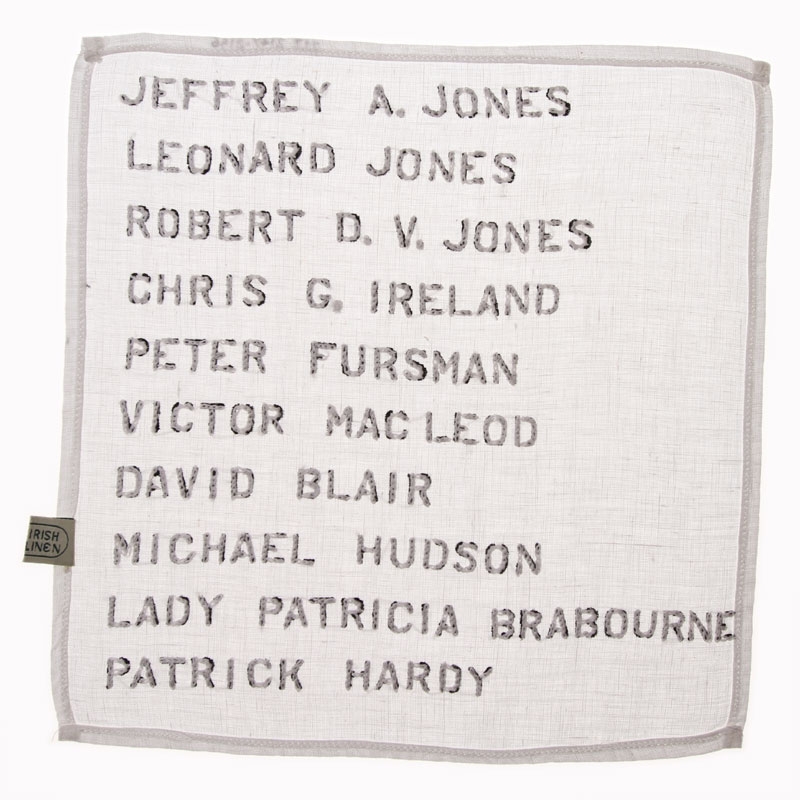 JEFFREY A. JONES
LEONARD JONES
ROBERT D. V. JONES
CHRIS G. IRELAND
PETER FURSMAN
VICTOR MAC LEOD
DAVID BLAIR
IRISH
LINEN
MICHAEL HUDSON
LADY PATRICIA BRABOURNE
PATRICK HARDY